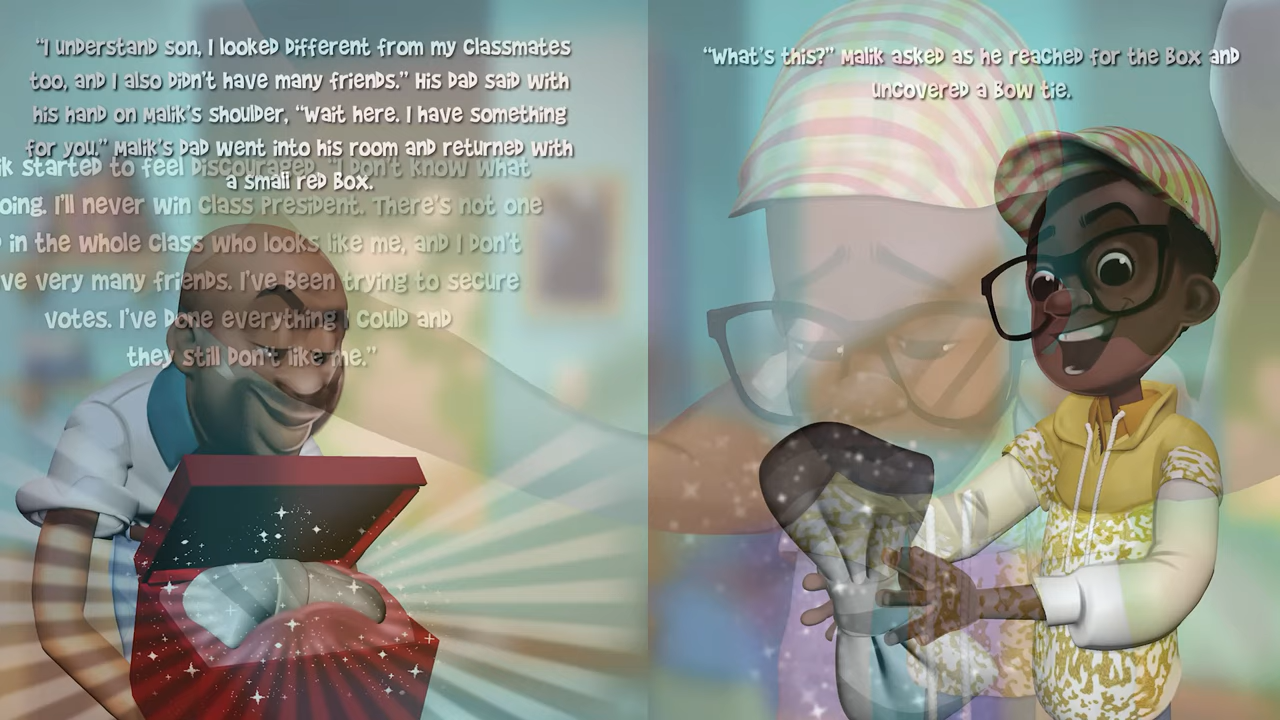 “I understand son, I looked different from my classmates
too, and I also didn’t have many friends.” His dad said with
his hand on Malik’s shoulder, “Wait here. I have something
for you.” Malik’s dad went into his room and returned with
a small red box.
ik started to feel discouraged. “I don’t know what
oing. I’ll never win Class President. There’s not one
in the whole class who looks like me, and I don’t
ve very many friends. I’ve been trying to secure
votes. I’ve done everything I could and
they still don’t like me.”
“What’s this?” Malik asked as he reached for the box and
uncovered a bow tie.